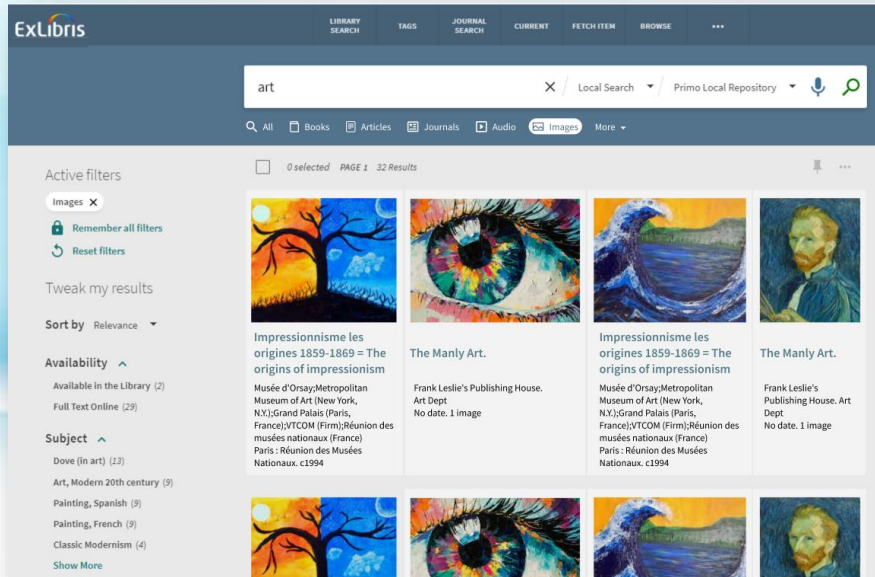 ExLibris
LIBRARY
SEARCH
TAGS
JOURNAL
SEARCH
CURRENT
FETCH ITEM
BROWSE
art
Local Search
Primo Local Repository
All
Books
Articles
Journals
Audio
Images
More
Active filters
Images
Remember all filters
Reset filters
Tweak my results
Sort by Relevance
Availability
Available in the Library (2)
Full Text Online (29)
Subject
Dove (in art) (13)
Art, Modern 20th century (9)
Painting, Spanish (9)
Painting, French (9)
Classic Modernism (4)
Show More
0 selected PAGE 1 32 Results
Impressionnisme les
origines 1859-1869 = The
origins of impressionism
Musée d'Orsay;Metropolitan
Museum of Art (New York,
N.Y.);Grand Palais (Paris,
France);VTCOM (Firm);Réunion des
musées nationaux (France)
Paris : Réunion des Musées
Nationaux. c1994
The Manly Art.
Frank Leslie's Publishing House.
Art Dept
No date. 1 image
Impressionnisme les
origines 1859-1869 = The
origins of impressionism
Musée d'Orsay;Metropolitan
Museum of Art (New York,
N.Y.);Grand Palais (Paris,
France);VTCOM (Firm);Réunion des
musées nationaux (France)
Paris : Réunion des Musées
Nationaux. c1994
The Manly Art.
Frank Leslie's
Publishing House. Art
Dept
No date. 1 image